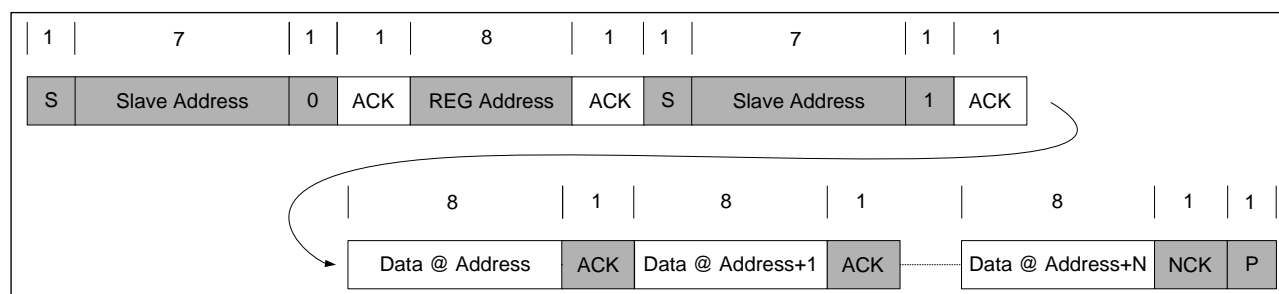 1 7 1 1 8 1 1 7 1 1
S Slave Address 0 ACK REG Address ACK S Slave Address 1 ACK
8 1 8 1 8 1 1
Data @ Address ACK Data @ Address+1 ACK Data @ Address+N NCK P